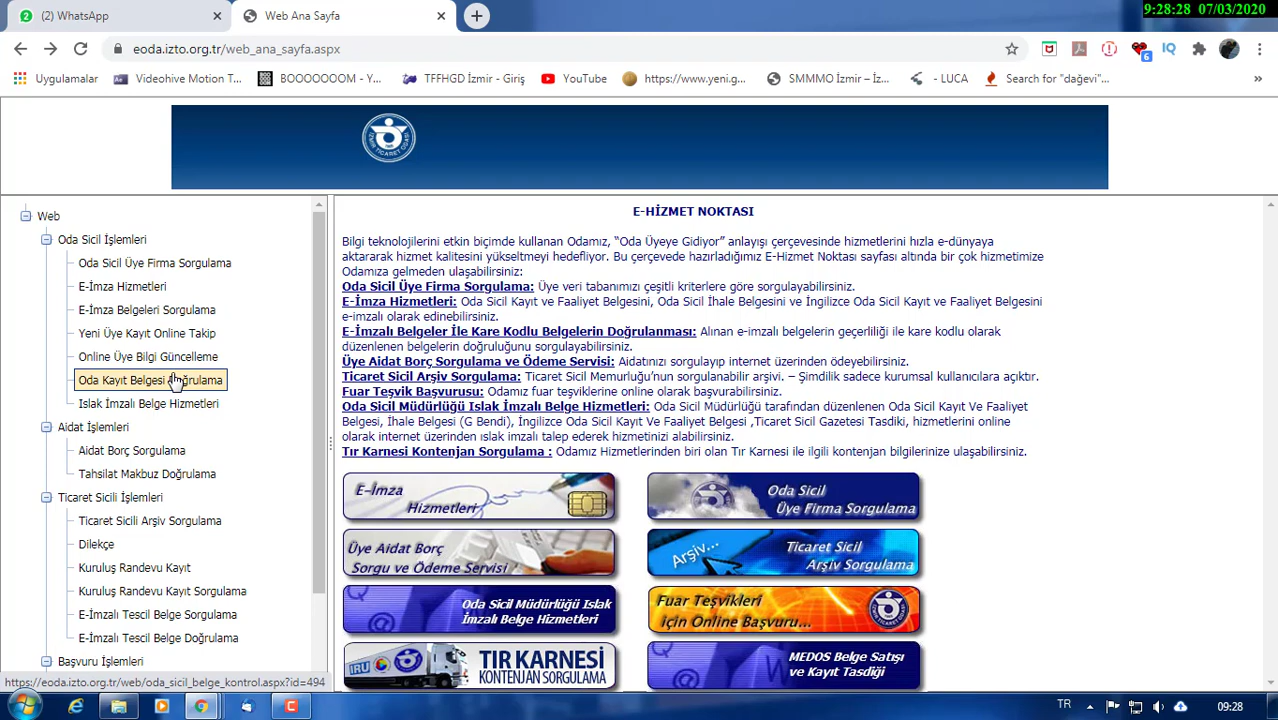 (2) WhatsApp
Web Ana Sayfa
9:28:28 07/03/2020
eoda.izto.org.tr/web_ana_sayfa.aspx
6
IQ
Uygulamalar
Videohive Motion T...
BOOOOOOM - Y...
TFFHGD İzmir - Giriş
YouTube
https://www.yeni.g...
SMMMO İzmir – İz...
- LUCA
Search for "dağevi"...
Web
Oda Sicil İşlemleri
Oda Sicil Üye Firma Sorgulama
E-İmza Hizmetleri
E-İmza Belgeleri Sorgulama
Yeni Üye Kayıt Online Takip
Online Üye Bilgi Güncelleme
Oda Kayıt Belgesi Doğrulama
Islak İmzalı Belge Hizmetleri
Aidat İşlemleri
Aidat Borç Sorgulama
Tahsilat Makbuz Doğrulama
Ticaret Sicili İşlemleri
Ticaret Sicili Arşiv Sorgulama
Dilekçe
Kuruluş Randevu Kayıt
Kuruluş Randevu Kayıt Sorgulama
E-İmzalı Tescil Belge Sorgulama
E-İmzalı Tescil Belge Doğrulama
Başvuru İşlemleri
E-HİZMET NOKTASI
Bilgi teknolojilerini etkin biçimde kullanan Odamız, “Oda Üyeye Gidiyor” anlayışı çerçevesinde hizmetlerini hızla e-dünyaya
aktararak hizmet kalitesini yükseltmeyi hedefliyor. Bu çerçevede hazırladığımız E-Hizmet Noktası sayfası altında bir çok hizmetimize
Odamıza gelmeden ulaşabilirsiniz:
Oda Sicil Üye Firma Sorgulama: Üye veri tabanımızı çeşitli kriterlere göre sorgulayabilirsiniz.
E-İmza Hizmetleri: Oda Sicil Kayıt ve Faaliyet Belgesini, Oda Sicil İhale Belgesini ve İngilizce Oda Sicil Kayıt ve Faaliyet Belgesini
e-imzalı olarak edinebilirsiniz.
E-İmzalı Belgeler İle Kare Kodlu Belgelerin Doğrulanması: Alınan e-imzalı belgelerin geçerliliği ile kare kodlu olarak
düzenlenen belgelerin doğruluğunu sorgulayabilirsiniz.
Üye Aidat Borç Sorgulama ve Ödeme Servisi: Aidatınızı sorgulayıp internet üzerinden ödeyebilirsiniz.
Ticaret Sicil Arşiv Sorgulama: Ticaret Sicil Memurluğu’nun sorgulanabilir arşivi. – Şimdilik sadece kurumsal kullanıcılara açıktır.
Fuar Teşvik Başvurusu: Odamız fuar teşviklerine online olarak başvurabilirsiniz.
Oda Sicil Müdürlüğü Islak İmzalı Belge Hizmetleri: Oda Sicil Müdürlüğü tarafından düzenlenen Oda Sicil Kayıt Ve Faaliyet
Belgesi, İhale Belgesi (G Bendi), İngilizce Oda Sicil Kayıt Ve Faaliyet Belgesi ,Ticaret Sicil Gazetesi Tasdiki, hizmetlerini online
olarak internet üzerinden ıslak imzalı talep ederek hizmetinizi alabilirsiniz.
Tır Karnesi Kontenjan Sorgulama : Odamız Hizmetlerinden biri olan Tır Karnesi ile ilgili kontenjan bilgilerinize ulaşabilirsiniz.
E-İmza
Hizmetleri
Oda Sicil
Üye Firma Sorgulama
Üye Aidat Borç
Sorgu ve Ödeme Servisi
Arşiv...
Ticaret Sicil
Arşiv Sorgulama
Oda Sicil Müdürlüğü Islak
İmzalı Belge Hizmetleri
Fuar Teşvikleri
İçin Online Başvuru...
IRU
TIR KARNESİ
KONTENJAN SORGULAMA
MEDOS Belge Satışı
ve Kayıt Tasdiği
https://eoda.izto.org.tr/web/oda_sicil_belge_kontrol.aspx?id=494
TR
09:28